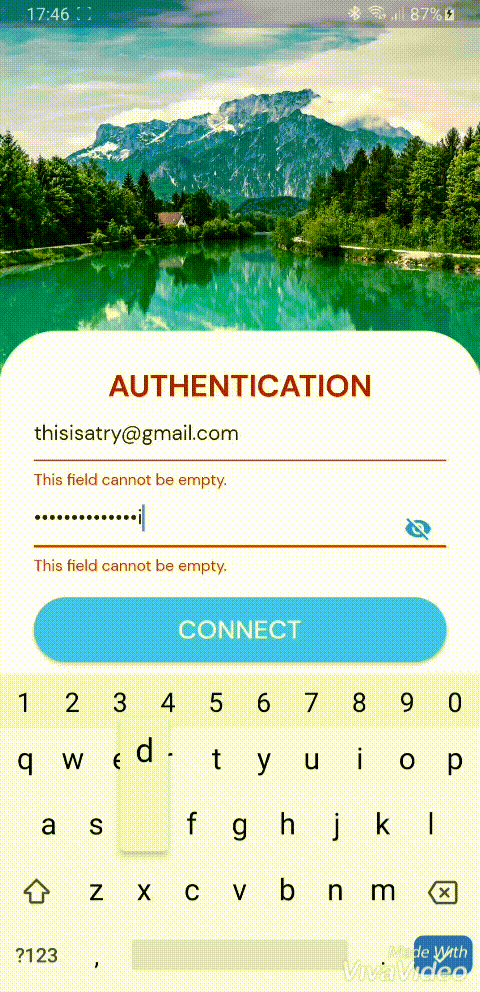 17:46 87%
AUTHENTICATION
thisisatry@gmail.com
This field cannot be empty.
••••••••••••••i
This field cannot be empty.
CONNECT
1 2 3 4 5 6 7 8 9 0
q w e t y u i o p
d
a s f g h j k l
z x c v b n m
?123 , .
Made With
VivaVideo